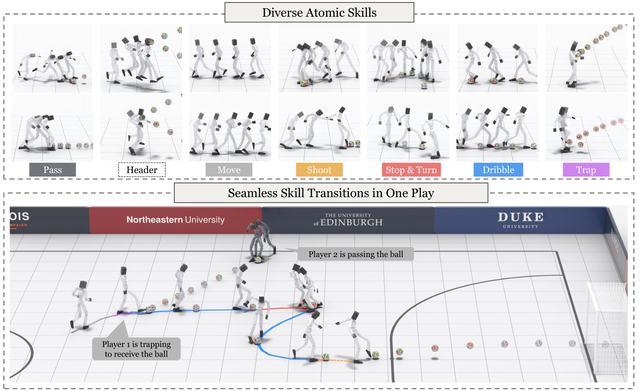 Diverse Atomic Skills
Pass
Header
Move
Shoot
Stop & Turn
Dribble
Trap
Seamless Skill Transitions in One Play
OIS
Northeastern University
THE UNIVERSITY
of EDINBURGH
DUKE
UNIVERSITY
Player 2 is passing the ball
Player 1 is trapping
to receive the ball